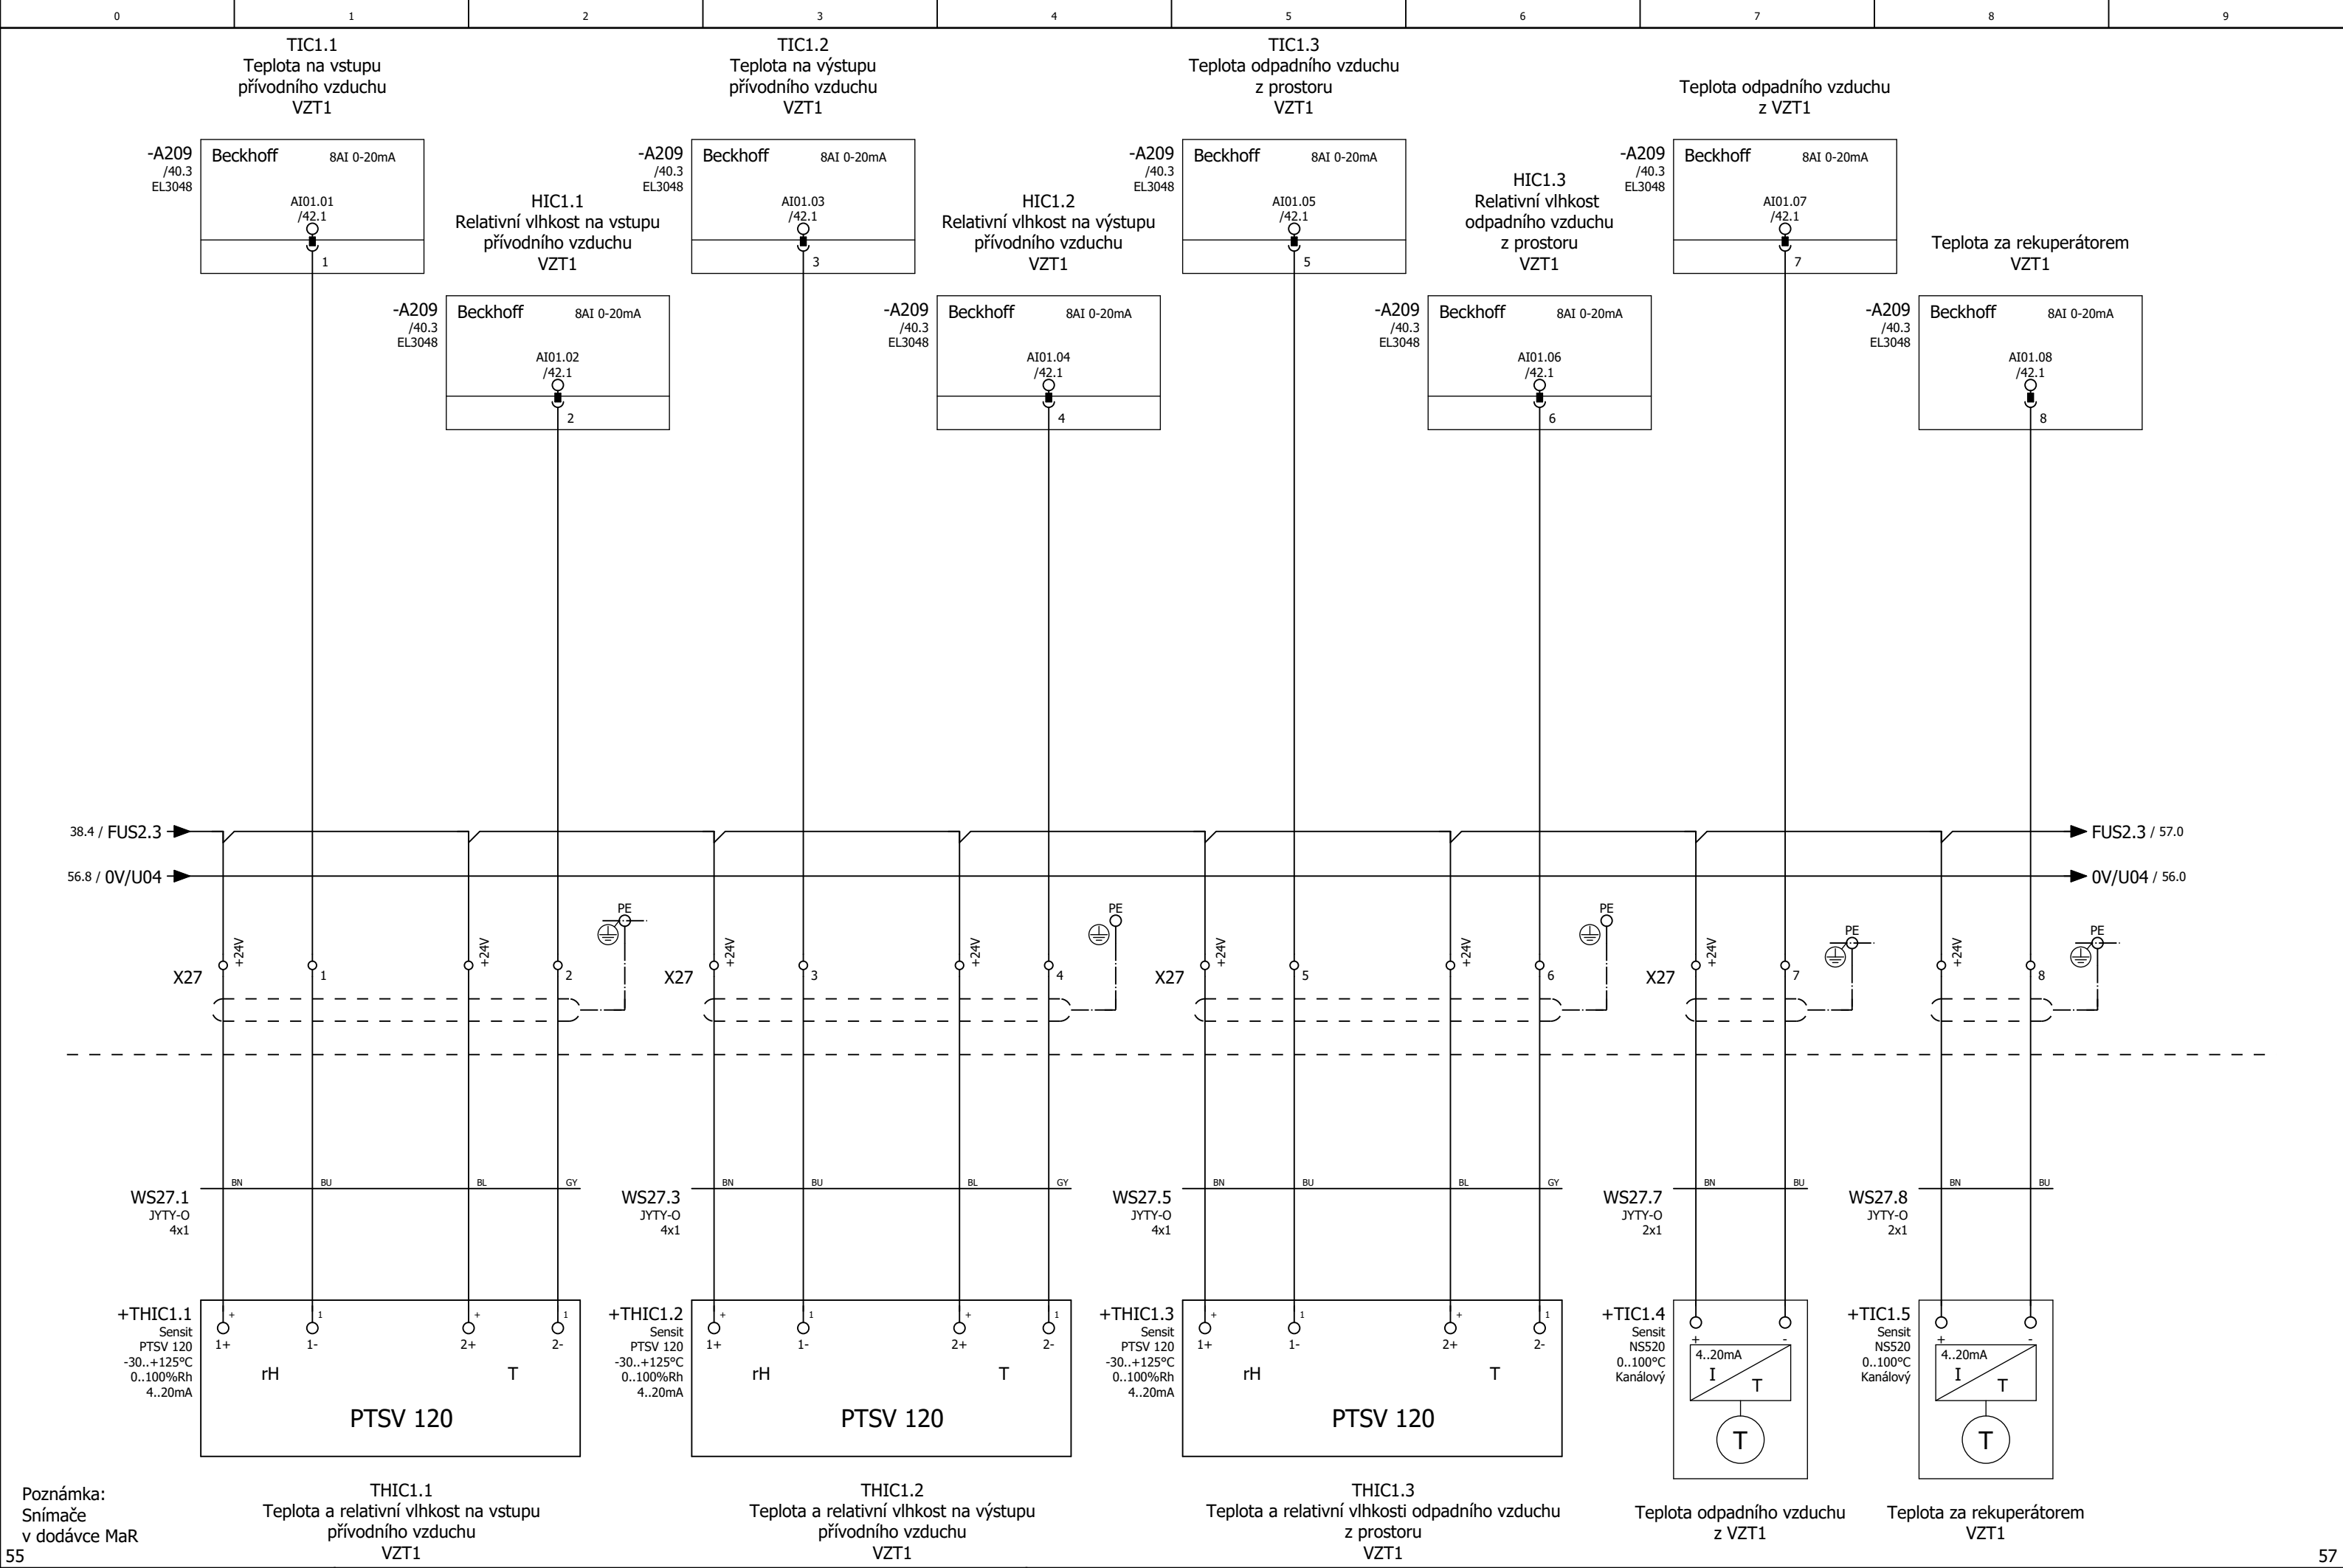 0 1 2 3 4 5 6 7 8 9
TIC1.1
Teplota na vstupu
přívodního vzduchu
VZT1
TIC1.2
Teplota na výstupu
přívodního vzduchu
VZT1
TIC1.3
Teplota odpadního vzduchu
z prostoru
VZT1
Teplota odpadního vzduchu
z VZT1
-A209
/40.3
EL3048
Beckhoff 8AI 0-20mA
AI01.01
/42.1
1
HIC1.1
Relativní vlhkost na vstupu
přívodního vzduchu
VZT1
-A209
/40.3
EL3048
Beckhoff 8AI 0-20mA
AI01.02
/42.1
2
-A209
/40.3
EL3048
Beckhoff 8AI 0-20mA
AI01.03
/42.1
3
HIC1.2
Relativní vlhkost na výstupu
přívodního vzduchu
VZT1
-A209
/40.3
EL3048
Beckhoff 8AI 0-20mA
AI01.04
/42.1
4
-A209
/40.3
EL3048
Beckhoff 8AI 0-20mA
AI01.05
/42.1
5
HIC1.3
Relativní vlhkost
odpadního vzduchu
z prostoru
VZT1
-A209
/40.3
EL3048
Beckhoff 8AI 0-20mA
AI01.06
/42.1
6
-A209
/40.3
EL3048
Beckhoff 8AI 0-20mA
AI01.07
/42.1
7
Teplota za rekuperátorem
VZT1
-A209
/40.3
EL3048
Beckhoff 8AI 0-20mA
AI01.08
/42.1
8
38.4 / FUS2.3 FUS2.3 / 57.0
56.8 / 0V/U04 0V/U04 / 56.0
PE PE PE PE PE
X27 +24V 1 +24V 2
X27 +24V 3 +24V 4
X27 +24V 5 +24V 6
X27 +24V 7 +24V 8
WS27.1
JYTY-O
4x1
BN BU BL GY
WS27.3
JYTY-O
4x1
BN BU BL GY
WS27.5
JYTY-O
4x1
BN BU BL GY
WS27.7
JYTY-O
2x1
BN BU
WS27.8
JYTY-O
2x1
BN BU
+THIC1.1
Sensit
PTSV 120
-30..+125°C
0..100%Rh
4..20mA
+ 1 + 1
1+ 1- 2+ 2-
rH T
PTSV 120
+THIC1.2
Sensit
PTSV 120
-30..+125°C
0..100%Rh
4..20mA
+ 1 + 1
1+ 1- 2+ 2-
rH T
PTSV 120
+THIC1.3
Sensit
PTSV 120
-30..+125°C
0..100%Rh
4..20mA
+ 1 + 1
1+ 1- 2+ 2-
rH T
PTSV 120
+TIC1.4
Sensit
NS520
0..100°C
Kanálový
+ -
4..20mA
I T
T
+TIC1.5
Sensit
NS520
0..100°C
Kanálový
+ -
4..20mA
I T
T
Poznámka:
Snímače
v dodávce MaR
THIC1.1
Teplota a relativní vlhkost na vstupu
přívodního vzduchu
VZT1
THIC1.2
Teplota a relativní vlhkost na výstupu
přívodního vzduchu
VZT1
THIC1.3
Teplota a relativní vlhkosti odpadního vzduchu
z prostoru
VZT1
Teplota odpadního vzduchu
z VZT1
Teplota za rekuperátorem
VZT1
55 57